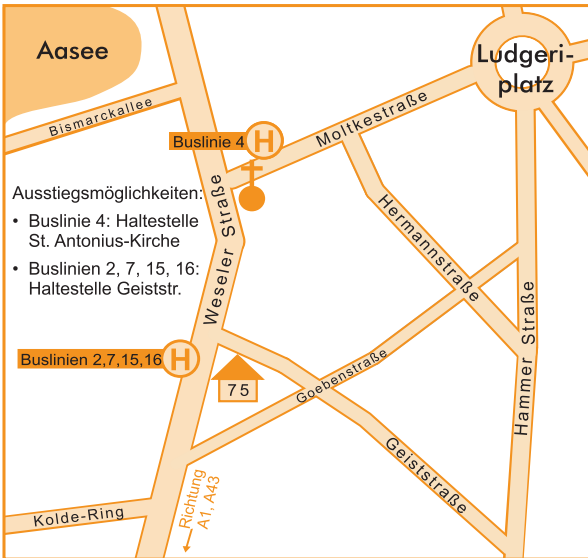 Aasee
Ludgeri-
platz
Bismarckallee
Moltkestraße
Buslinie 4 H
Ausstiegsmöglichkeiten:
• Buslinie 4: Haltestelle
St. Antonius-Kirche
• Buslinien 2, 7, 15, 16:
Haltestelle Geiststr.
Weseler Straße
Hermannstraße
Hammer Straße
Buslinien 2,7,15,16 H
75
Goebenstraße
Geiststraße
Kolde-Ring
Richtung
A1, A43